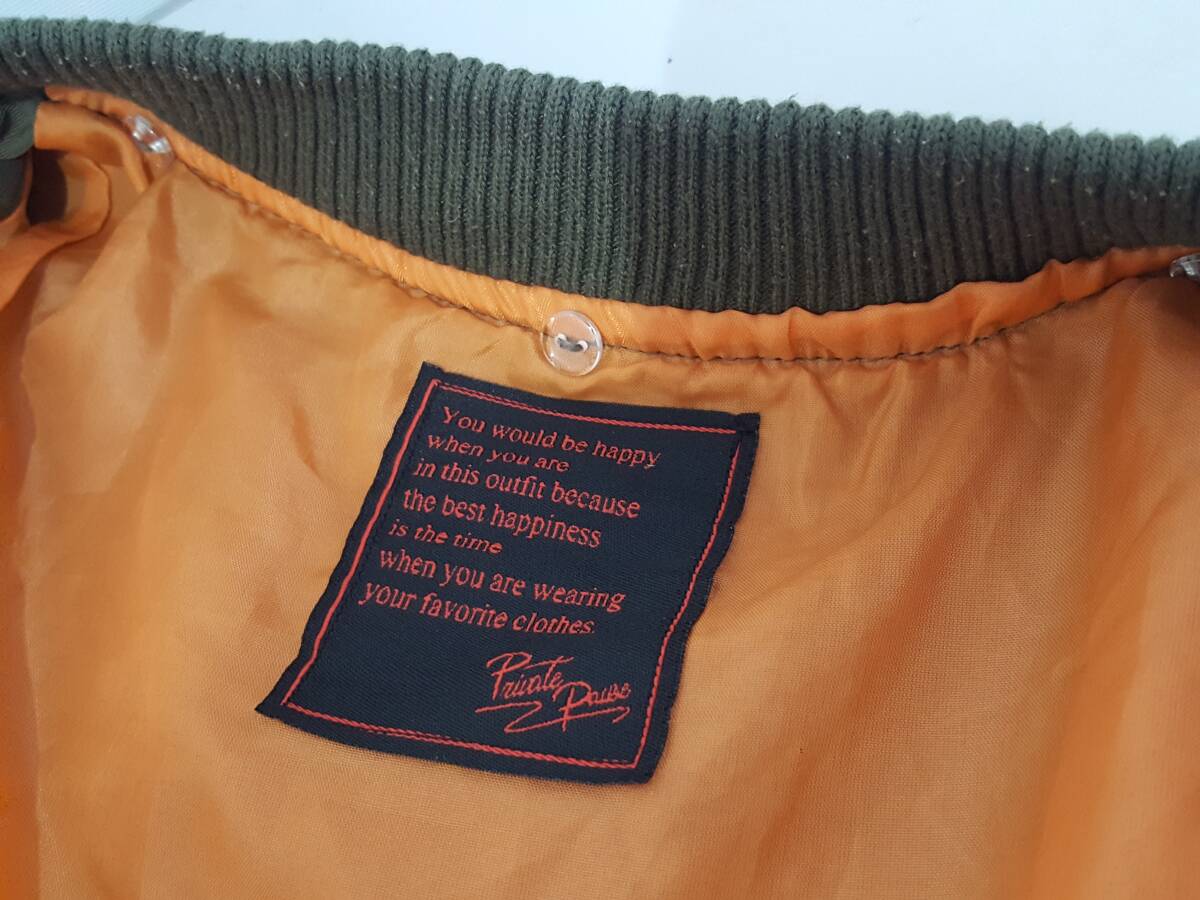 You would be happy
when you are
in this outfit because
the best happiness
is the time
when you are wearing
your favorite clothes.
Private Pause